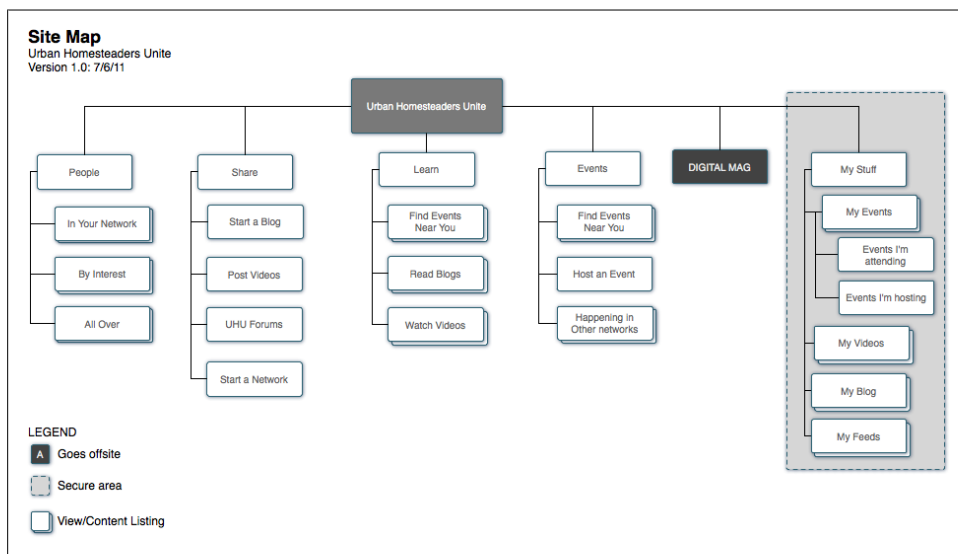 Site Map
Urban Homesteaders Unite
Version 1.0: 7/6/11
Urban Homesteaders Unite
People
Share
Learn
Events
DIGITAL MAG
My Stuff
In Your Network
By Interest
All Over
Start a Blog
Post Videos
UHU Forums
Start a Network
Find Events
Near You
Read Blogs
Watch Videos
Find Events
Near You
Host an Event
Happening in
Other networks
My Events
Events I'm
attending
Events I'm hosting
My Videos
My Blog
My Feeds
LEGEND
A
Goes offsite
Secure area
View/Content Listing